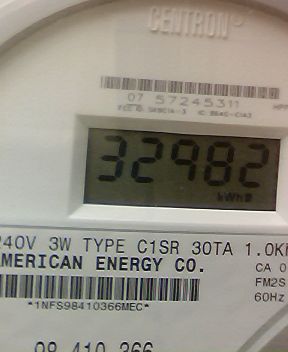 CENTRON
07 57245311
32982
kWh
240V 3W TYPE C1SR 30TA 1.0K
AMERICAN ENERGY CO.
CA 0
FM2S
60Hz
*1NFS98410366MEC*
98 410 366